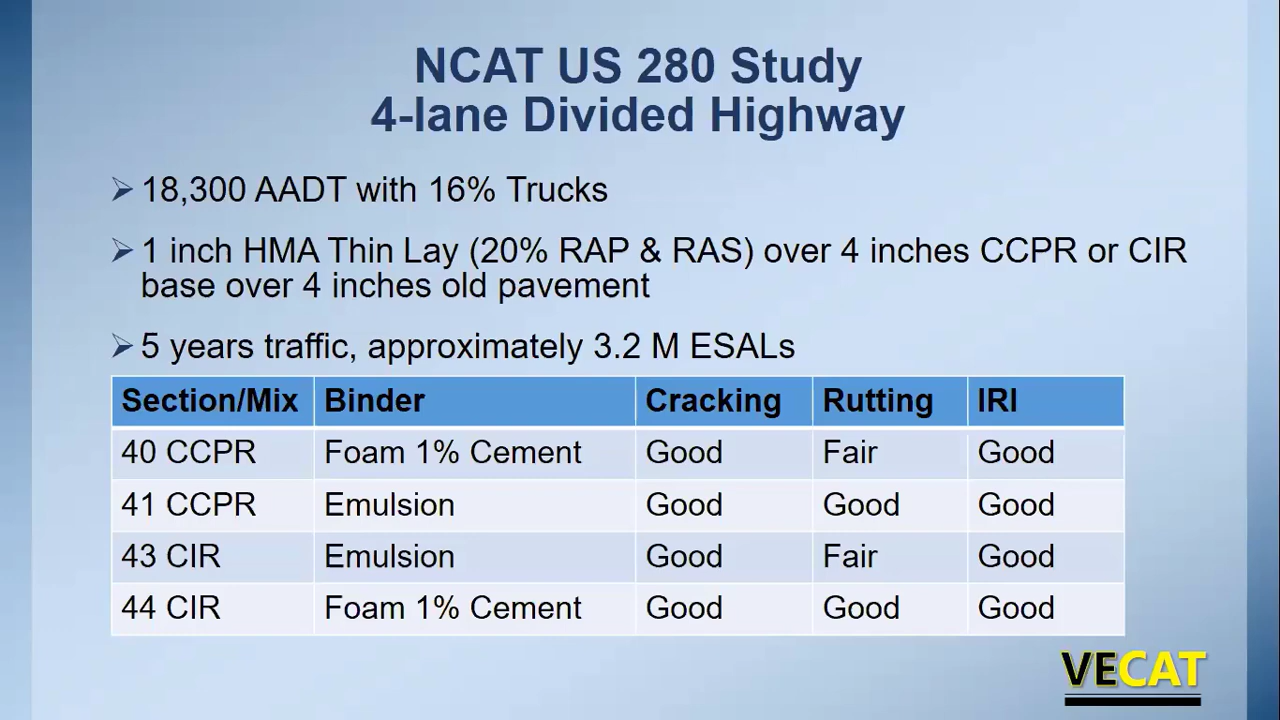 NCAT US 280 Study
4-lane Divided Highway
18,300 AADT with 16% Trucks
1 inch HMA Thin Lay (20% RAP & RAS) over 4 inches CCPR or CIR
base over 4 inches old pavement
5 years traffic, approximately 3.2 M ESALs
Section/Mix Binder Cracking Rutting IRI
40 CCPR Foam 1% Cement Good Fair Good
41 CCPR Emulsion Good Good Good
43 CIR Emulsion Good Fair Good
44 CIR Foam 1% Cement Good Good Good
VECAT